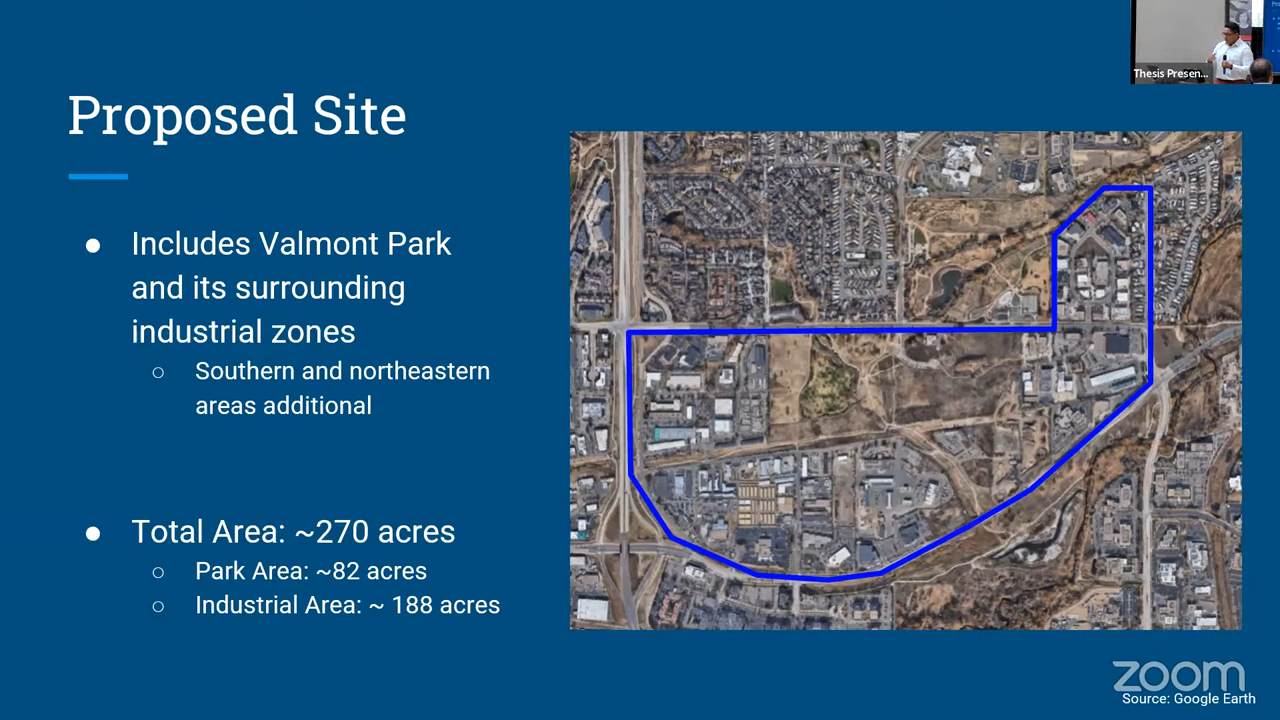 Thesis Presen...
Proposed Site
● Includes Valmont Park
and its surrounding
industrial zones
○ Southern and northeastern
areas additional
● Total Area: ~270 acres
○ Park Area: ~82 acres
○ Industrial Area: ~ 188 acres
zoom
Source: Google Earth